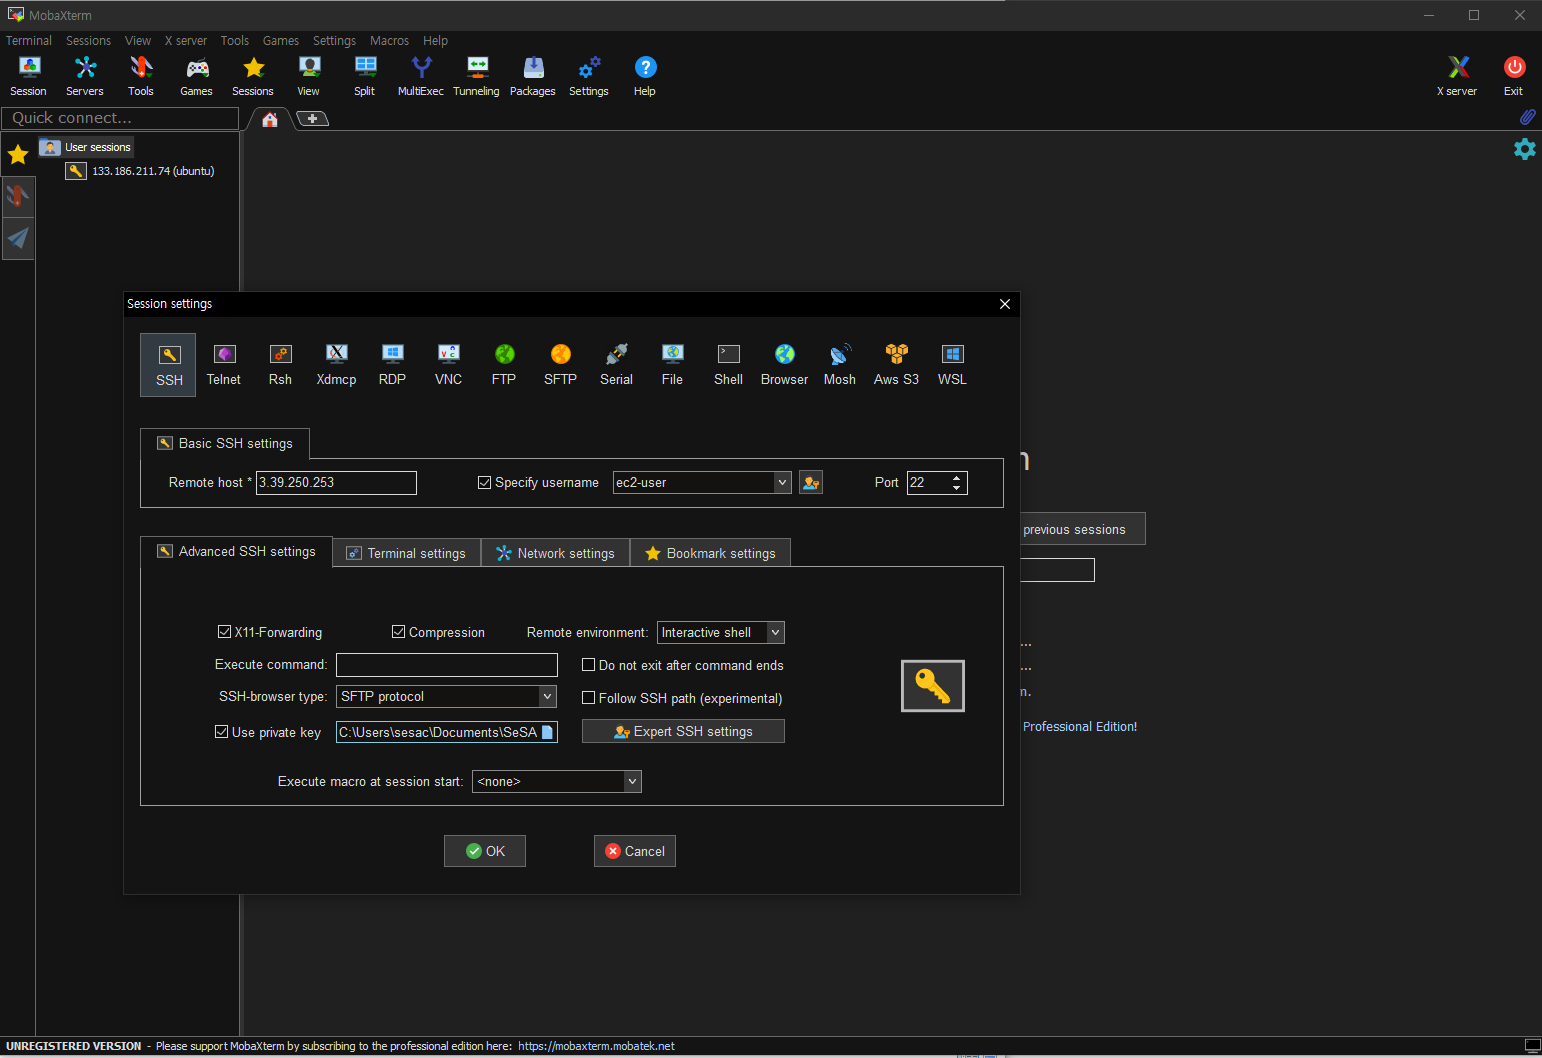 MobaXterm
Terminal Sessions View X server Tools Games Settings Macros Help
Session Servers Tools Games Sessions View Split MultiExec Tunneling Packages Settings Help X server Exit
Quick connect...
User sessions
133.186.211.74 (ubuntu)
Session settings
SSH Telnet Rsh Xdmcp RDP VNC FTP SFTP Serial File Shell Browser Mosh Aws S3 WSL
Basic SSH settings
Remote host * 3.39.250.253 Specify username ec2-user Port 22
previous sessions
Advanced SSH settings Terminal settings Network settings Bookmark settings
X11-Forwarding Compression Remote environment: Interactive shell
...
Execute command: Do not exit after command ends
...
SSH-browser type: SFTP protocol Follow SSH path (experimental)
Use private key C:\Users\sesac\Documents\SeSA Expert SSH settings
Professional Edition!
Execute macro at session start: <none>
OK Cancel
UNREGISTERED VERSION - Please support MobaXterm by subscribing to the professional edition here: https://mobaxterm.mobatek.net